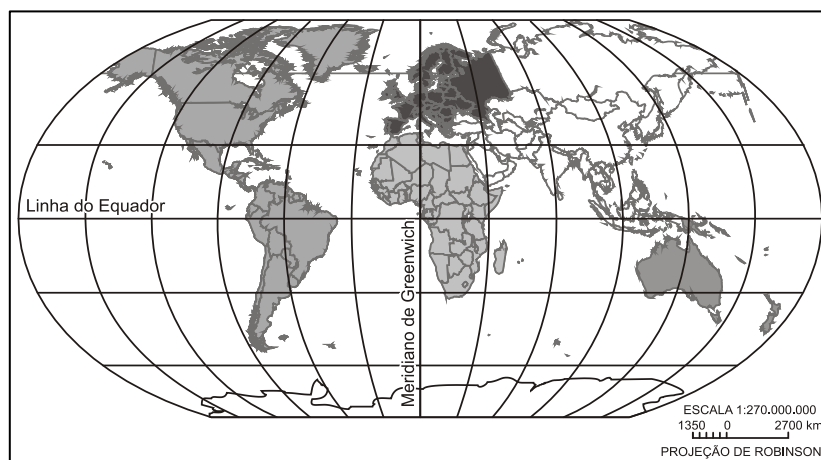 Linha do Equador
Meridiano de Greenwich
ESCALA 1:270.000.000
1350 0 2700 km
PROJEÇÃO DE ROBINSON